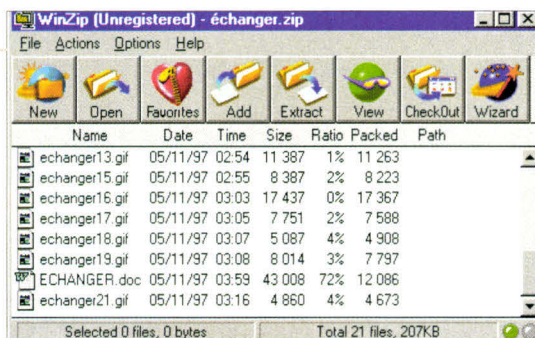 WinZip (Unregistered) - échanger.zip
File Actions Options Help
New Open Favorites Add Extract View CheckOut Wizard
Name Date Time Size Ratio Packed Path
echanger13.gif 05/11/97 02:54 11 387 1% 11 263
echanger15.gif 05/11/97 02:55 8 387 2% 8 223
echanger16.gif 05/11/97 03:03 17 437 0% 17 367
echanger17.gif 05/11/97 03:05 7 751 2% 7 588
echanger18.gif 05/11/97 03:07 5 087 4% 4 908
echanger19.gif 05/11/97 03:08 8 014 3% 7 797
ECHANGER.doc 05/11/97 03:59 43 008 72% 12 086
echanger21.gif 05/11/97 03:16 4 860 4% 4 673
Selected 0 files, 0 bytes Total 21 files, 207KB